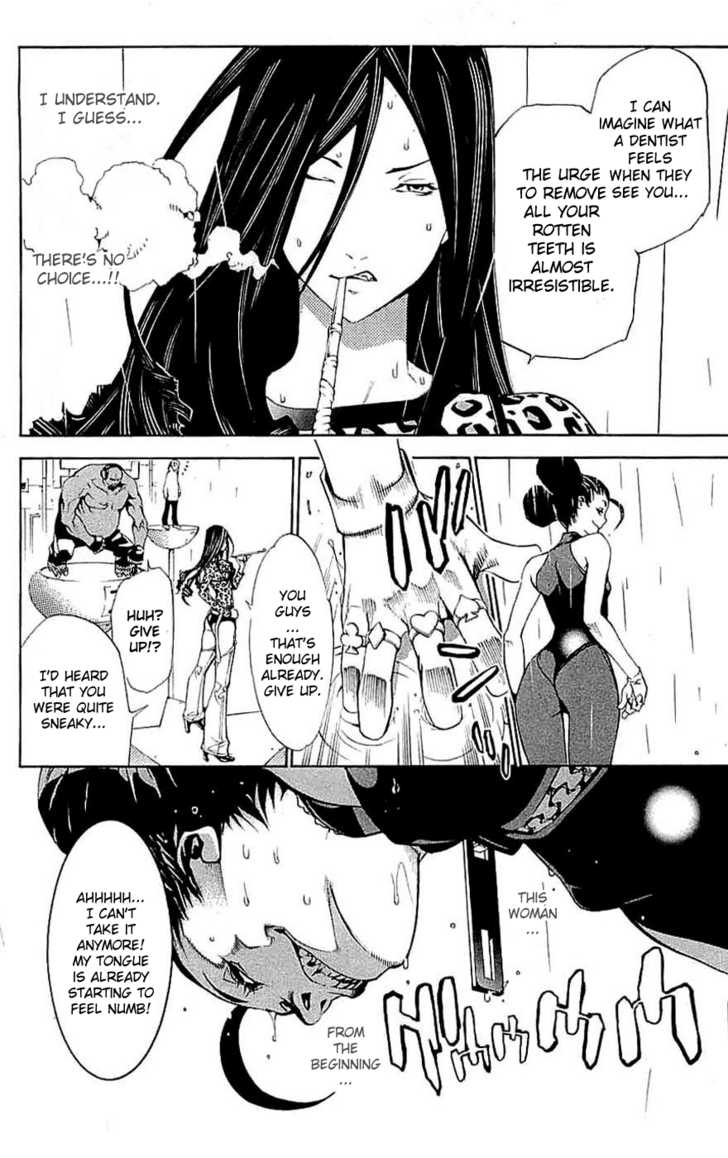 I CAN
IMAGINE WHAT
A DENTIST
FEELS
WHEN THEY
SEE YOU...
THE URGE
TO REMOVE
ALL YOUR
ROTTEN
TEETH IS
ALMOST
IRRESISTIBLE.
I UNDERSTAND.
I GUESS...
THERE'S NO
CHOICE...!!
YOU
GUYS
...
THAT'S
ENOUGH
ALREADY.
GIVE UP.
HUH?
GIVE
UP!?
I'D HEARD
THAT YOU
WERE QUITE
SNEAKY...
THIS
WOMAN
...
FROM
THE
BEGINNING
...
AHHHHH...
I CAN'T
TAKE IT
ANYMORE!
MY TONGUE
IS ALREADY
STARTING TO
FEEL NUMB!